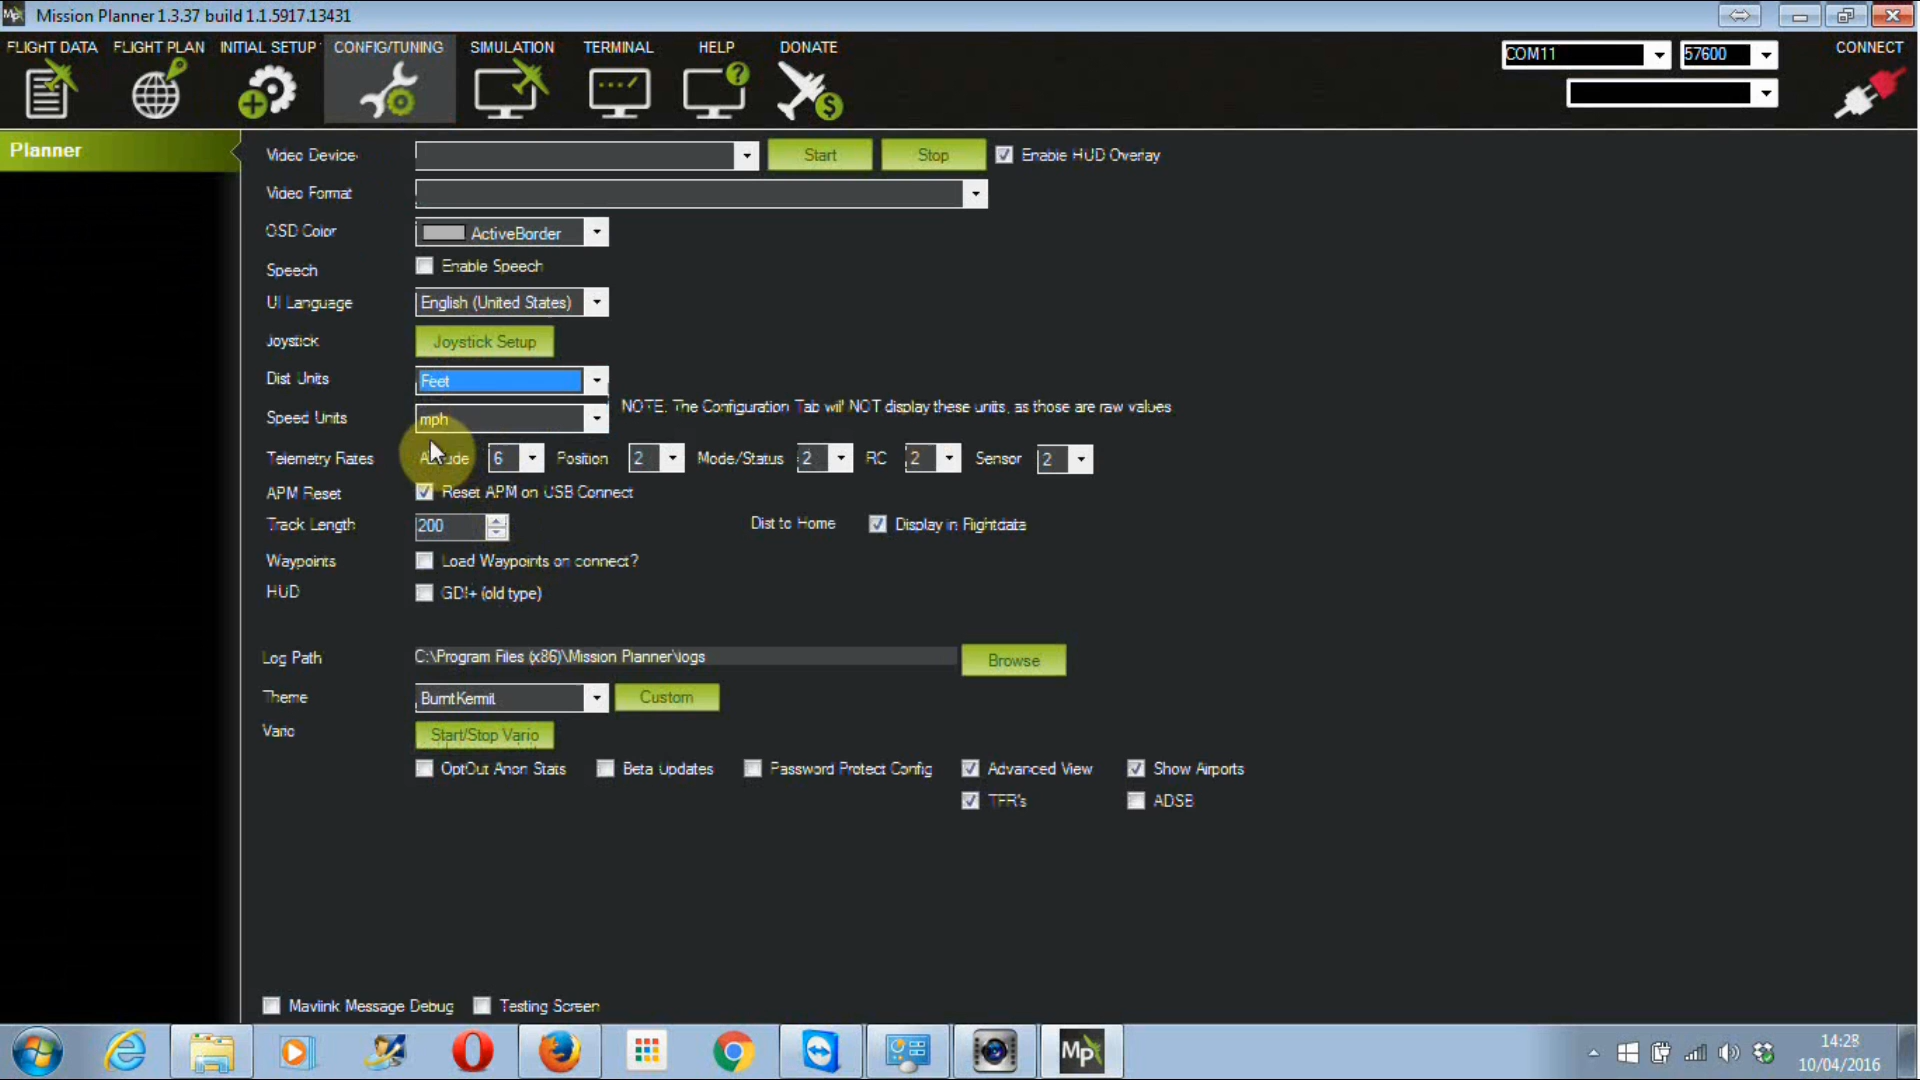 Mission Planner 1.3.37 build 1.1.5917.13431
FLIGHT DATA FLIGHT PLAN INITIAL SETUP CONFIG/TUNING SIMULATION TERMINAL HELP DONATE
COM11 57600 CONNECT
Planner
Video Device Start Stop Enable HUD Overlay
Video Format
OSD Color ActiveBorder
Speech Enable Speech
UI Language English (United States)
Joystick Joystick Setup
Dist Units Feet
NOTE: The Configuration Tab will NOT display these units, as those are raw values
Speed Units mph
Telemetry Rates Attitude 6 Position 2 Mode/Status 2 RC 2 Sensor 2
APM Reset Reset APM on USB Connect
Track Length 200 Dist to Home Display in Flightdata
Waypoints Load Waypoints on connect?
HUD GDI+ (old type)
Log Path C:\Program Files (x86)\Mission Planner\logs Browse
Theme BurntKermit Custom
Vario Start/Stop Vario
OptOut Anon Stats Beta Updates Password Protect Config Advanced View Show Airports
TFR's ADSB
Mavlink Message Debug Testing Screen
14:28
10/04/2016